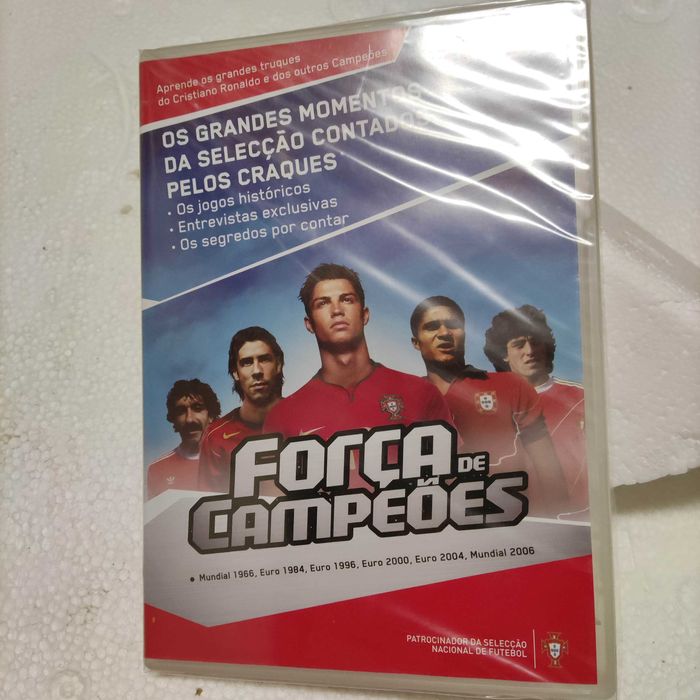 Aprende os grandes truques
do Cristiano Ronaldo e dos outros Campeões
OS GRANDES MOMENTOS
DA SELECÇÃO CONTADOS
PELOS CRAQUES
• Os jogos históricos
• Entrevistas exclusivas
• Os segredos por contar
FORÇA DE
CAMPEÕES
• Mundial 1966, Euro 1984, Euro 1996, Euro 2000, Euro 2004, Mundial 2006
PATROCINADOR DA SELECÇÃO
NACIONAL DE FUTEBOL